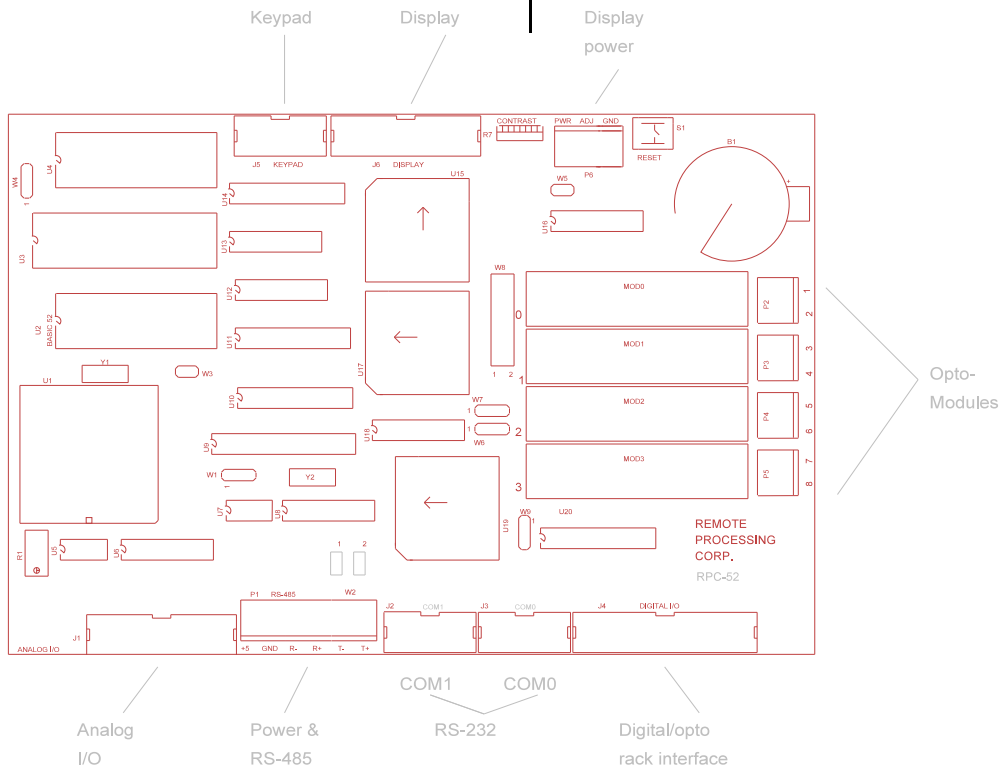 Keypad
Display
Display
power
CONTRAST
PWR ADJ GND
R7
S1
RESET
J5 KEYPAD
J6 DISPLAY
P6
B1
+
U4
W4
1
U14
U15
W5
U16
U3
U13
U12
W8
MOD0
0
P2
1
2
U2
BASIC 52
U11
U17
MOD1
P3
3
4
1 2
1
Y1
W3
U1
U10
W7
1
MOD2
P4
5
6
2
U18
1
W6
U9
MOD3
P5
7
8
3
W1
1
Y2
U7
U8
U19
W9
1
U20
REMOTE
PROCESSING
CORP.
RPC-52
R1
U5
U6
1 2
P1 RS-485 W2
J2
COM1
J3
COM0
J4 DIGITAL I/O
J1
ANALOG I/O
+5 GND R- R+ T- T+
Opto-
Modules
COM1 COM0
Analog
I/O
Power &
RS-485
RS-232
Digital/opto
rack interface